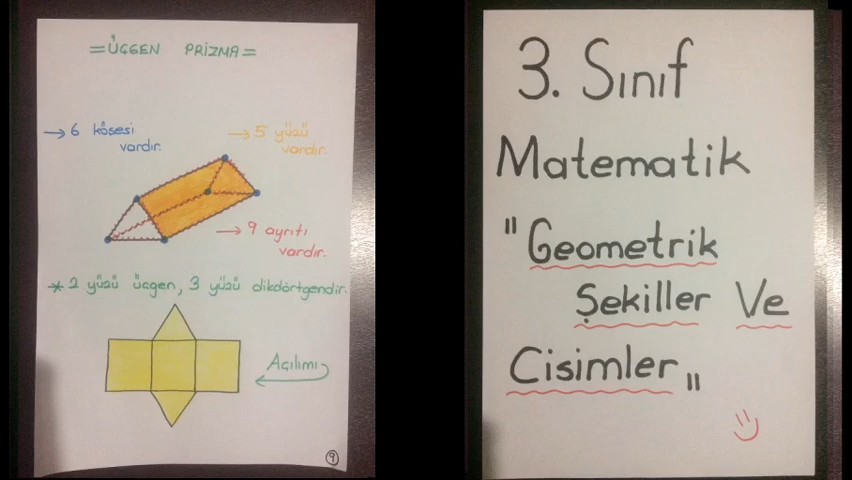 =ÜÇGEN PRİZMA=
→6 köşesi
vardır.
→5 yüzü
vardır.
→9 ayrıtı
vardır.
*2 yüzü üçgen, 3 yüzü dikdörtgendir.
Açılımı
9
3. Sınıf
Matematik
"Geometrik
Şekiller Ve
Cisimler"